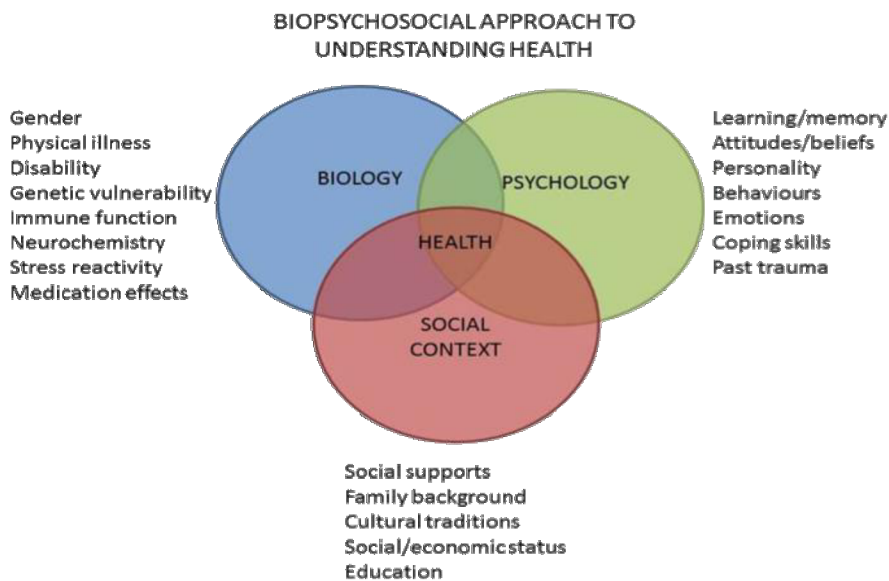 BIOPSYCHOSOCIAL APPROACH TO
UNDERSTANDING HEALTH
Gender
Physical illness
Disability
Genetic vulnerability
Immune function
Neurochemistry
Stress reactivity
Medication effects
BIOLOGY
PSYCHOLOGY
HEALTH
SOCIAL
CONTEXT
Learning/memory
Attitudes/beliefs
Personality
Behaviours
Emotions
Coping skills
Past trauma
Social supports
Family background
Cultural traditions
Social/economic status
Education